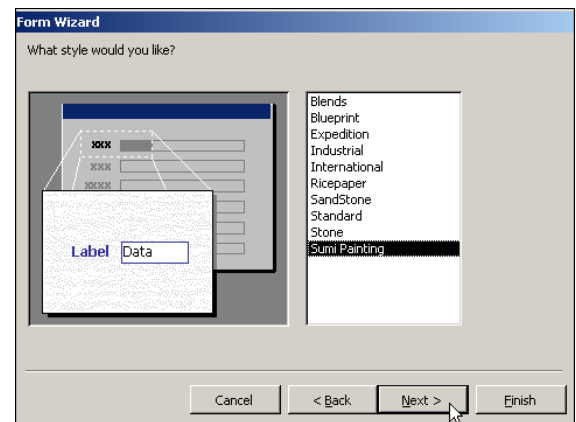 Form Wizard
What style would you like?
xxx
xxx
xxxx
Label Data
Blends
Blueprint
Expedition
Industrial
International
Ricepaper
SandStone
Standard
Stone
Sumi Painting
Cancel
< Back
Next >
Finish